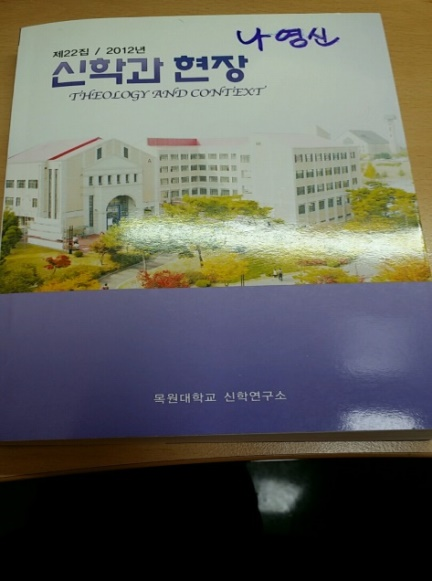 나영신
제22집 / 2012년
신학과 현장
THEOLOGY AND CONTEXT
목원대학교 신학연구소